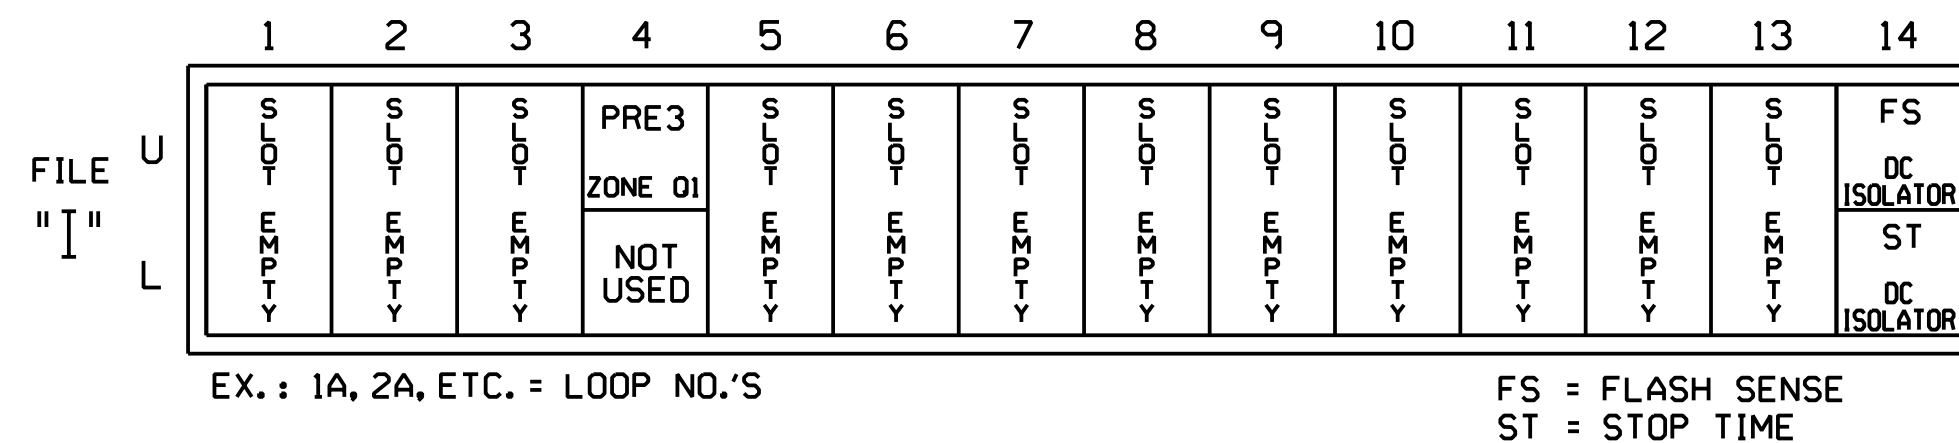 1 2 3 4 5 6 7 8 9 10 11 12 13 14
FILE "I"
U
L
SLOT EMPTY
SLOT EMPTY
SLOT EMPTY
PRE3
ZONE Q1
NOT
USED
SLOT EMPTY
SLOT EMPTY
SLOT EMPTY
SLOT EMPTY
SLOT EMPTY
SLOT EMPTY
SLOT EMPTY
SLOT EMPTY
SLOT EMPTY
FS
DC
ISOLATOR
ST
DC
ISOLATOR
EX.: 1A, 2A, ETC. = LOOP NO.'S
FS = FLASH SENSE
ST = STOP TIME